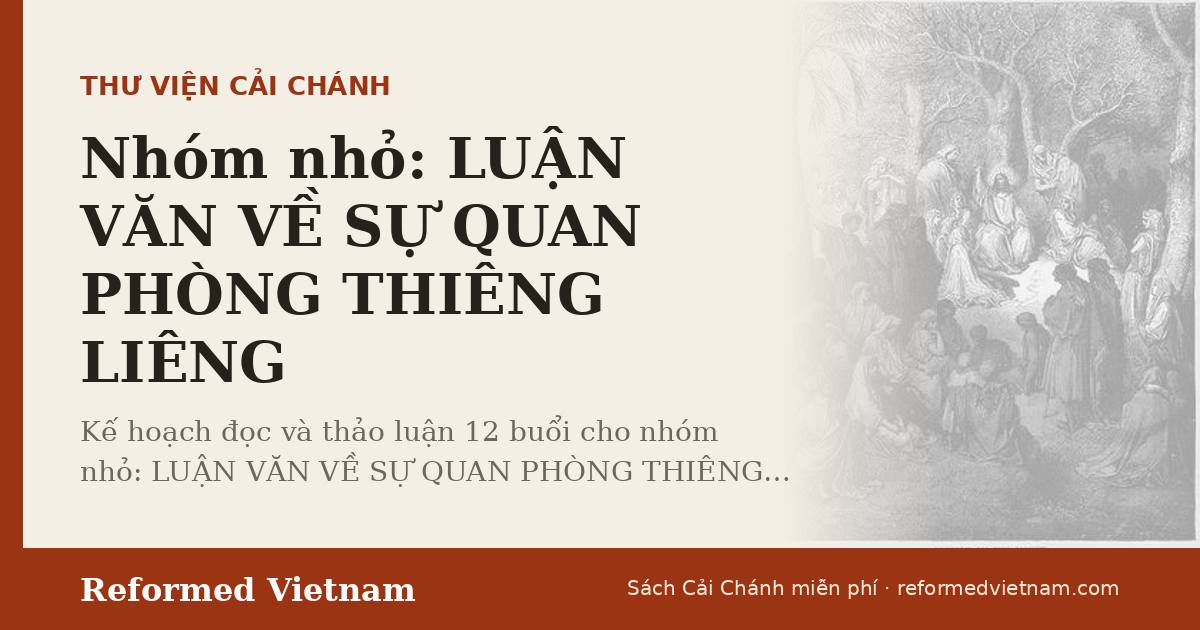 THƯ VIỆN CẢI CHÁNH
Nhóm nhỏ: LUẬN
VĂN VỀ SỰ QUAN
PHÒNG THIÊNG
LIÊNG
Kế hoạch đọc và thảo luận 12 buổi cho nhóm
nhỏ: LUẬN VĂN VỀ SỰ QUAN PHÒNG THIÊNG…
Reformed Vietnam
Sách Cải Chánh miễn phí · reformedvietnam.com